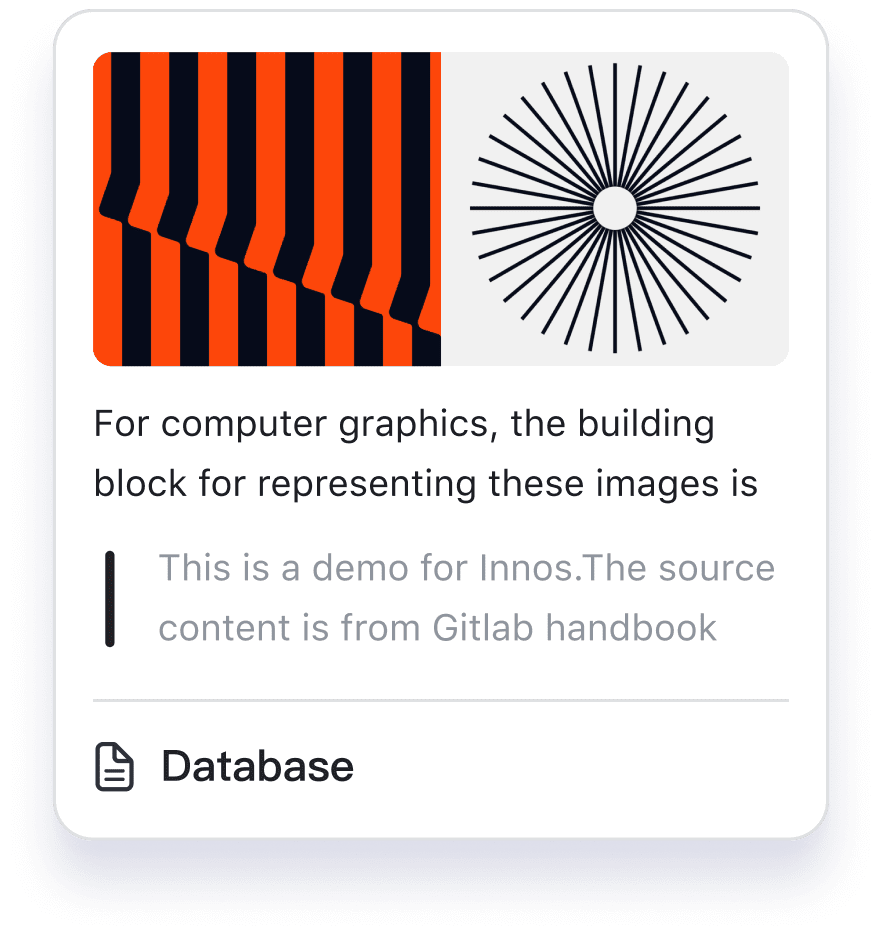 For computer graphics, the building
block for representing these images is
This is a demo for Innos.The source
content is from Gitlab handbook
Database